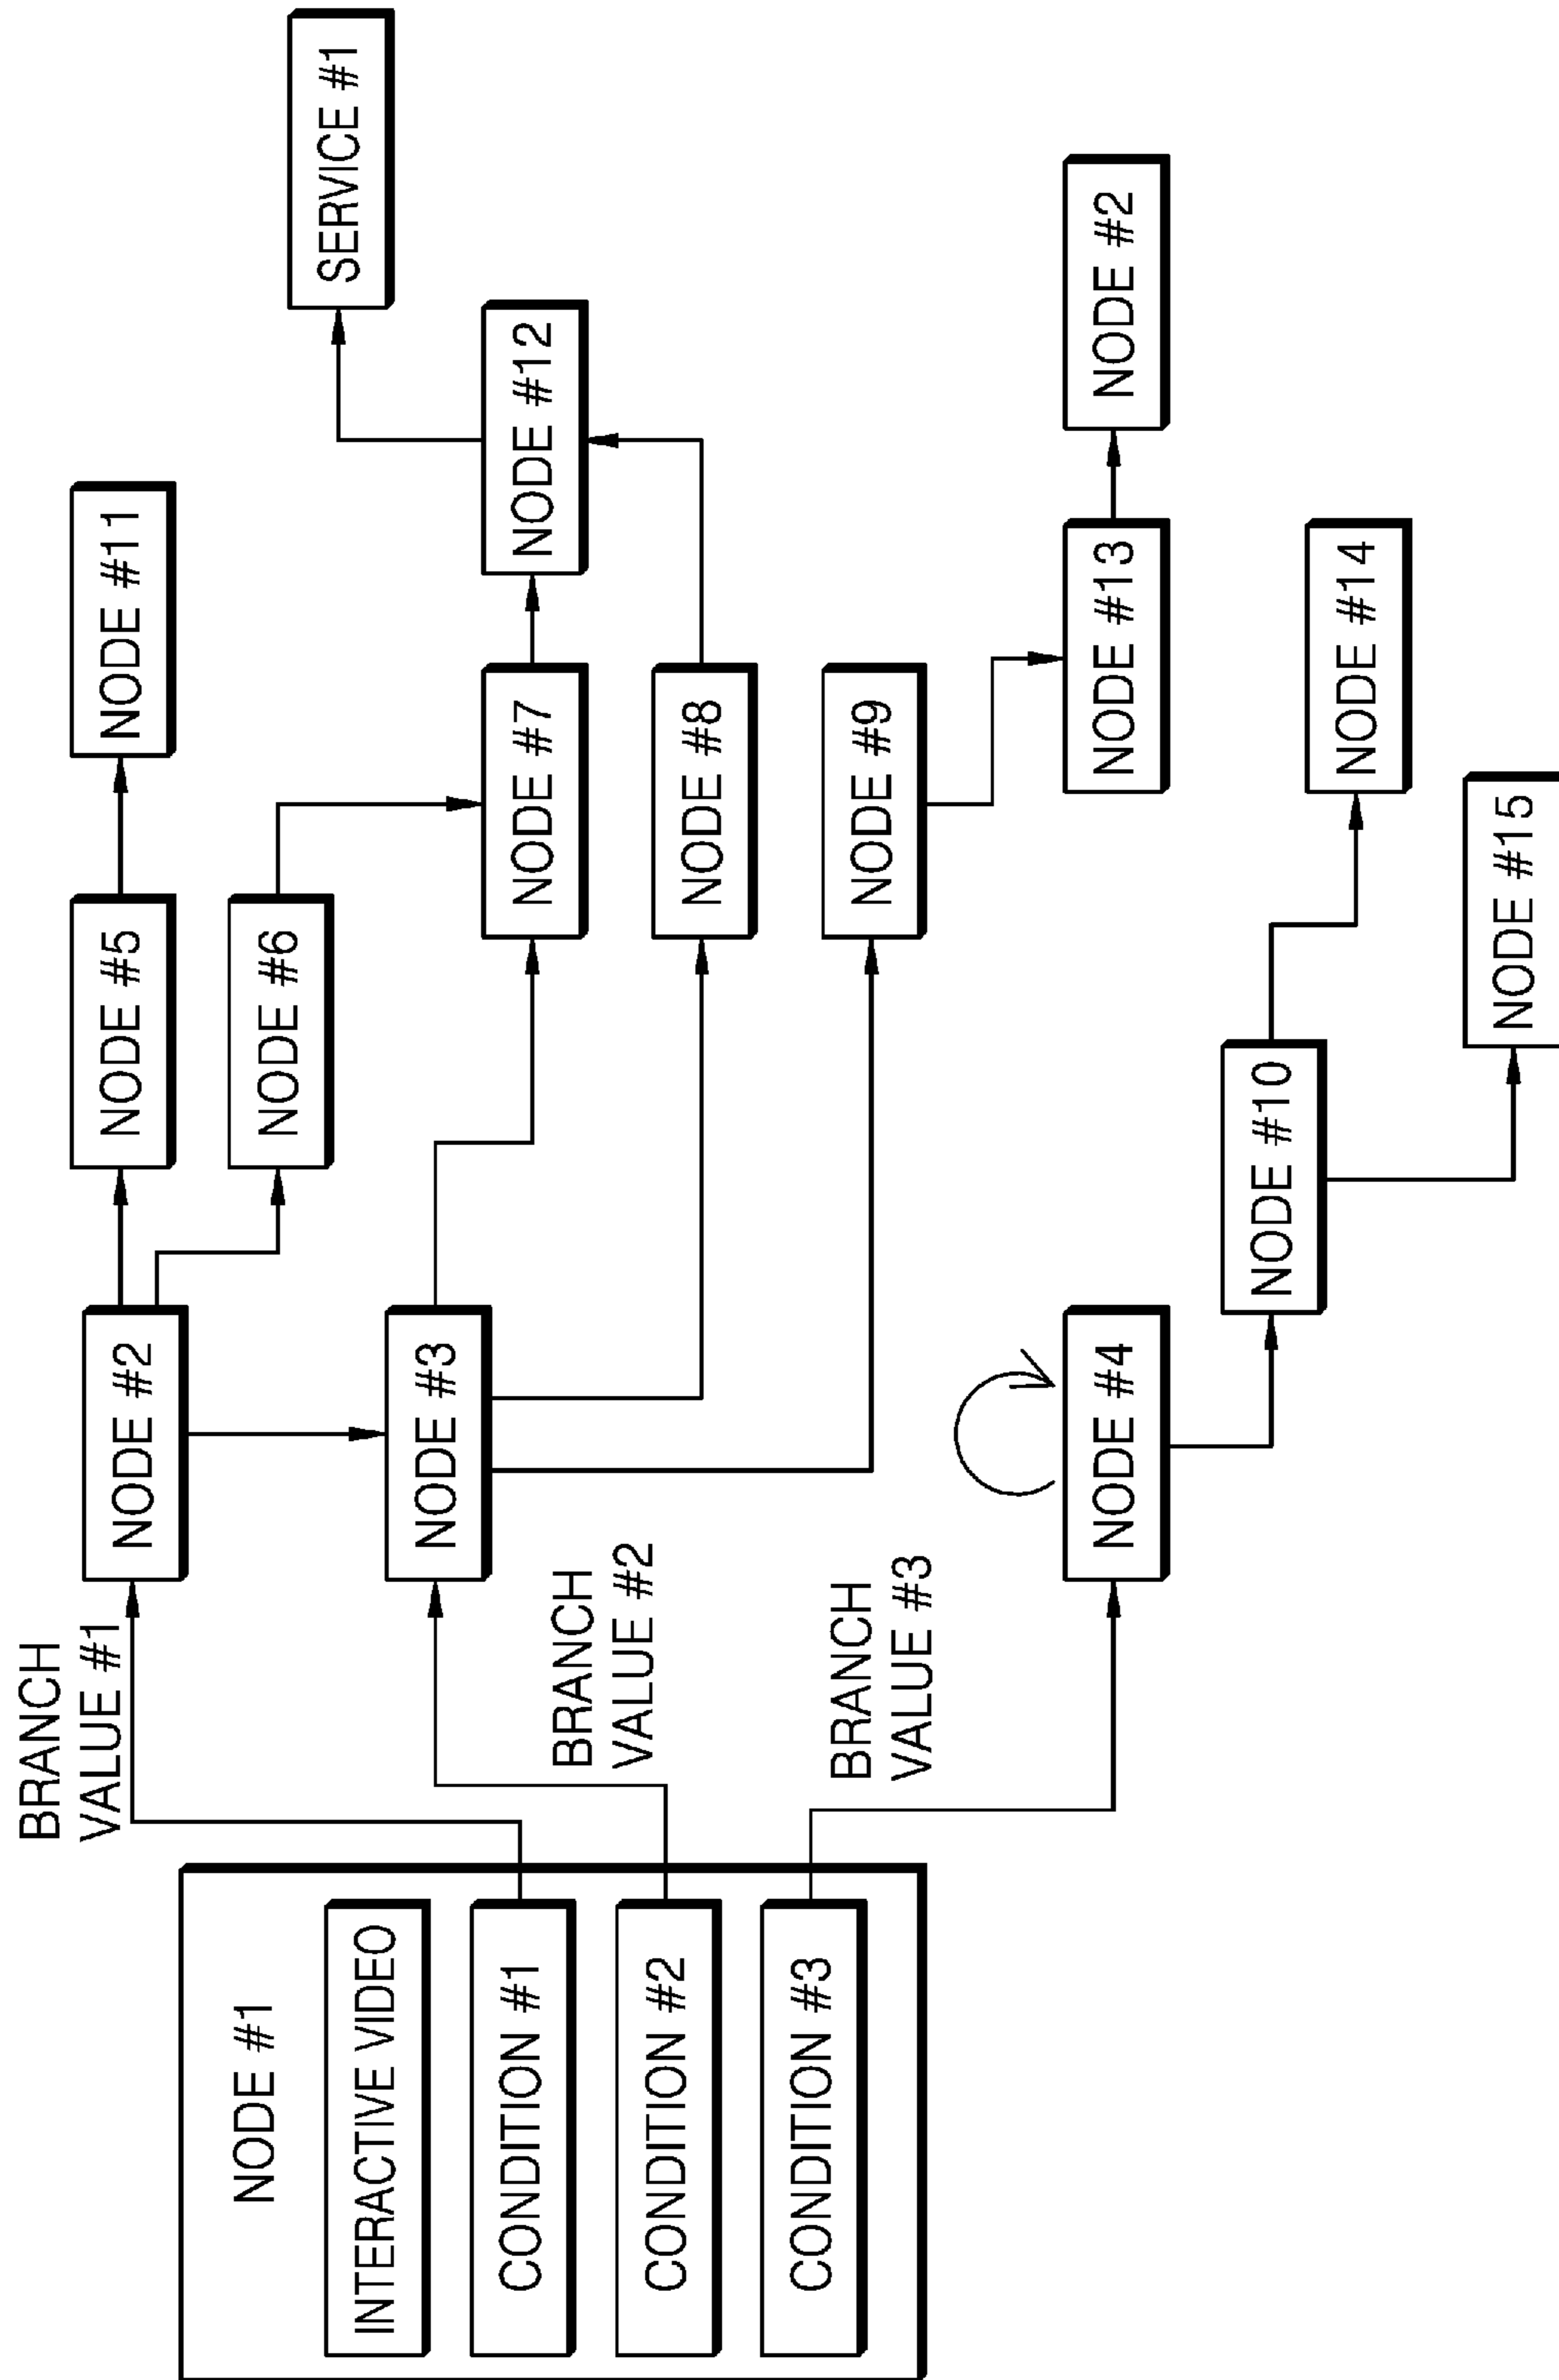 NODE #1
INTERACTIVE VIDEO
CONDITION #1
CONDITION #2
CONDITION #3
BRANCH
VALUE #1
BRANCH
VALUE #2
BRANCH
VALUE #3
NODE #2
NODE #3
NODE #4
NODE #5
NODE #6
NODE #7
NODE #8
NODE #9
NODE #10
NODE #11
NODE #12
NODE #13
NODE #14
NODE #15
SERVICE #1
NODE #2